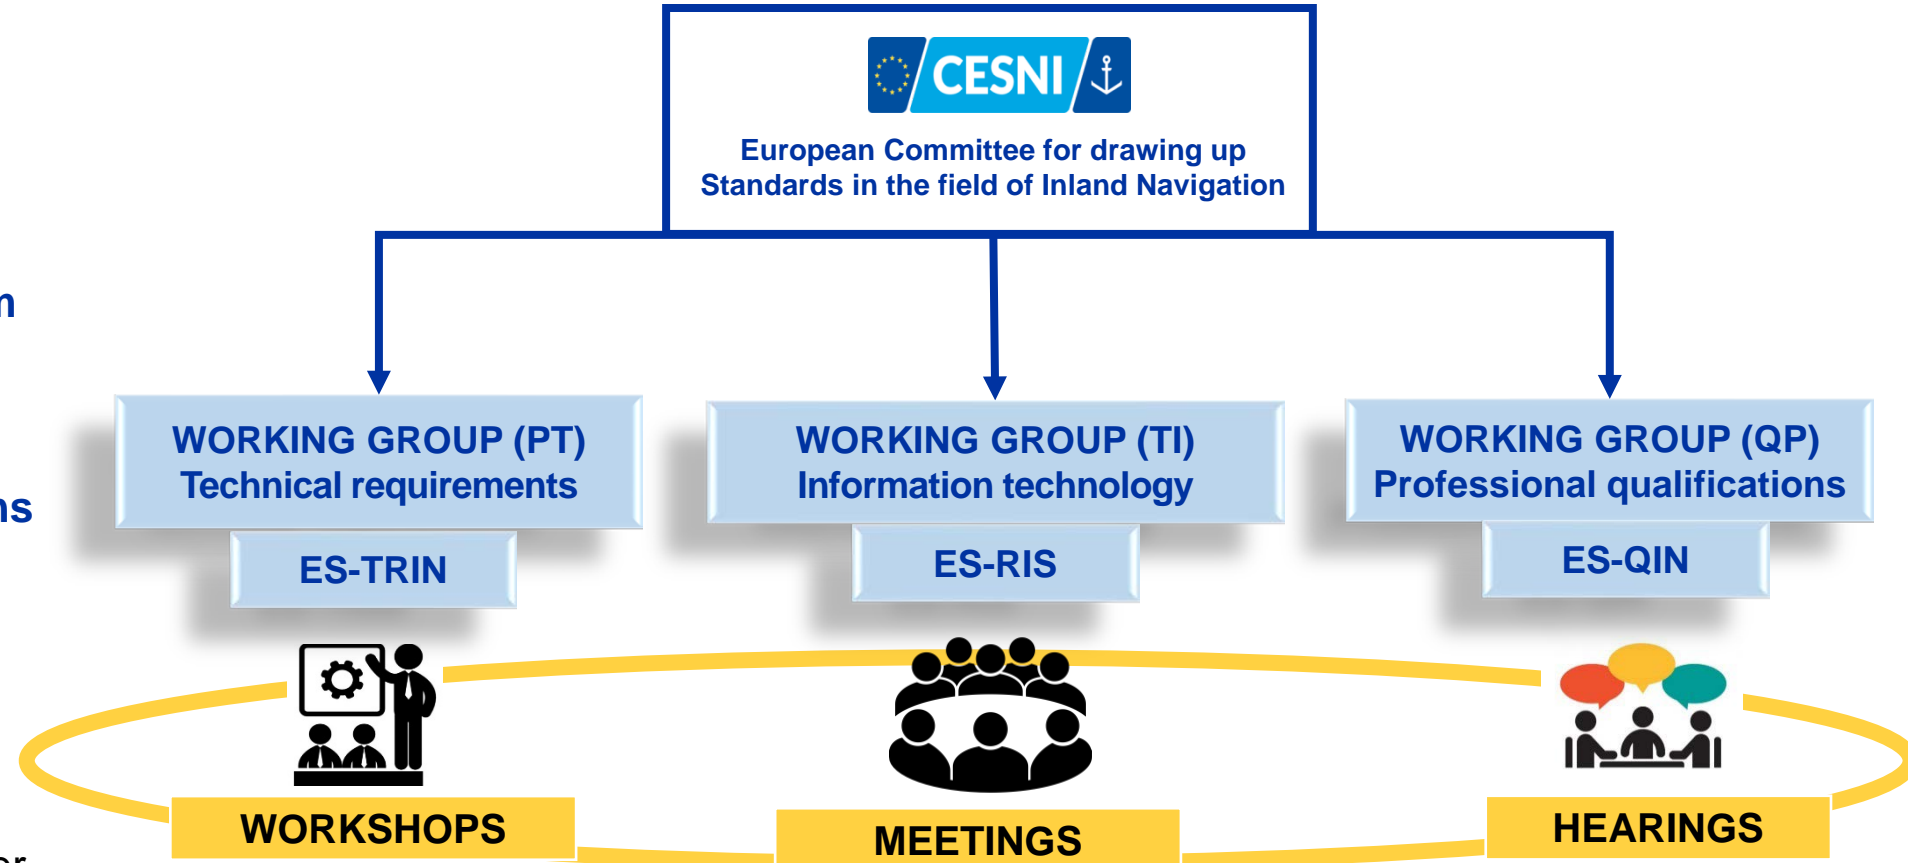 CESNI
European Committee for drawing up
Standards in the field of Inland Navigation
WORKING GROUP (PT)
Technical requirements
ES-TRIN
WORKING GROUP (TI)
Information technology
ES-RIS
WORKING GROUP (QP)
Professional qualifications
ES-QIN
WORKSHOPS
MEETINGS
HEARINGS